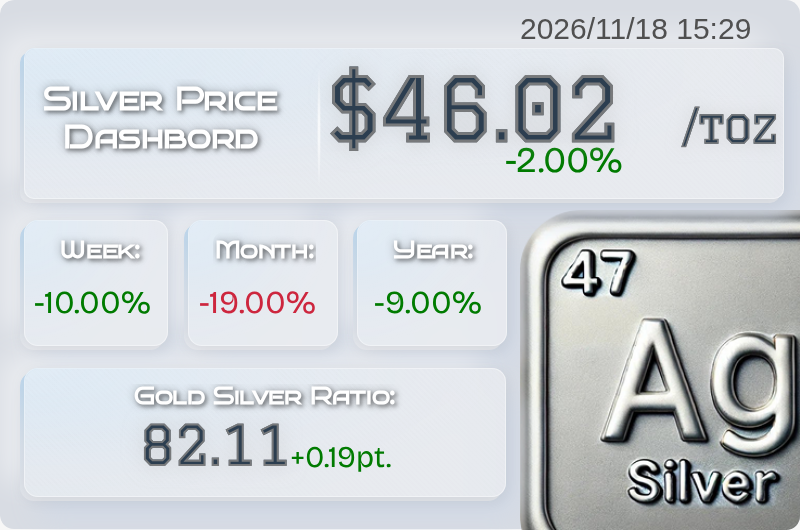 2026/11/18 15:29
Silver Price
Dashbord
$46.02
/TOZ
-2.00%
Week:
Month:
Year:
-10.00%
-19.00%
-9.00%
47
Ag
Silver
Gold Silver Ratio:
82.11
+0.19pt.